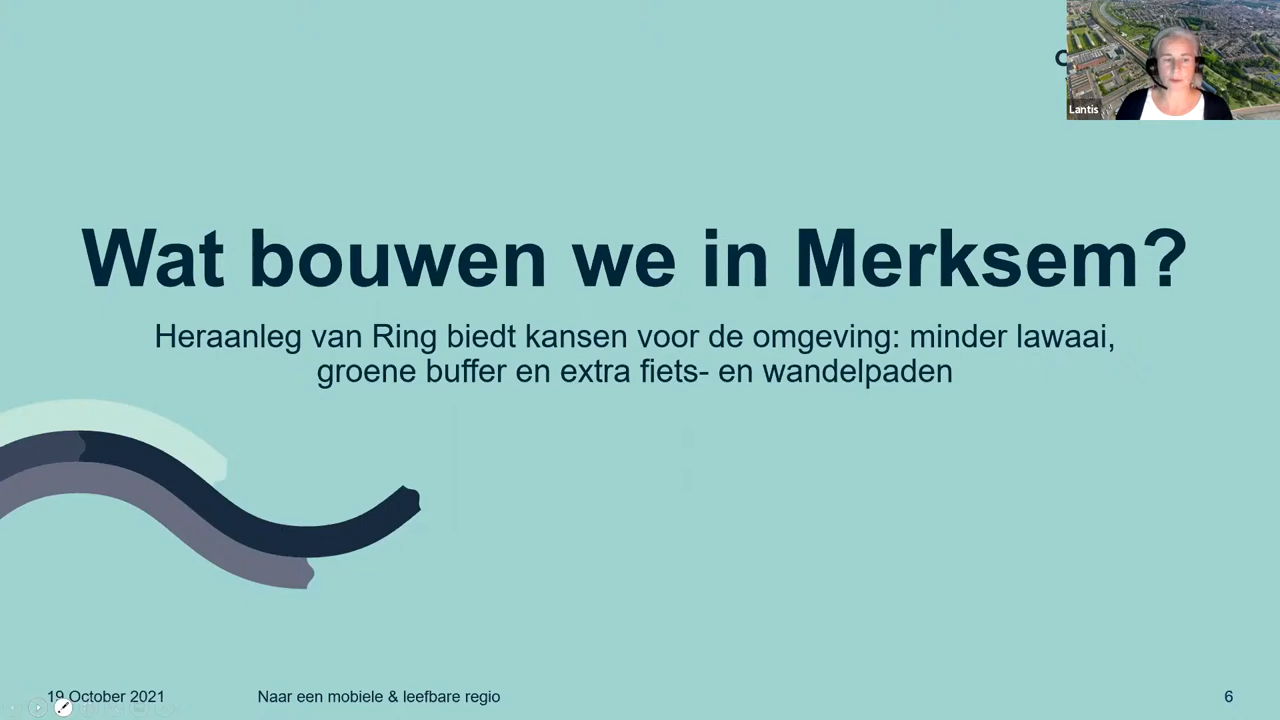 Lantis
Wat bouwen we in Merksem?
Heraanleg van Ring biedt kansen voor de omgeving: minder lawaai,
groene buffer en extra fiets- en wandelpaden
19 October 2021
Naar een mobiele & leefbare regio
6